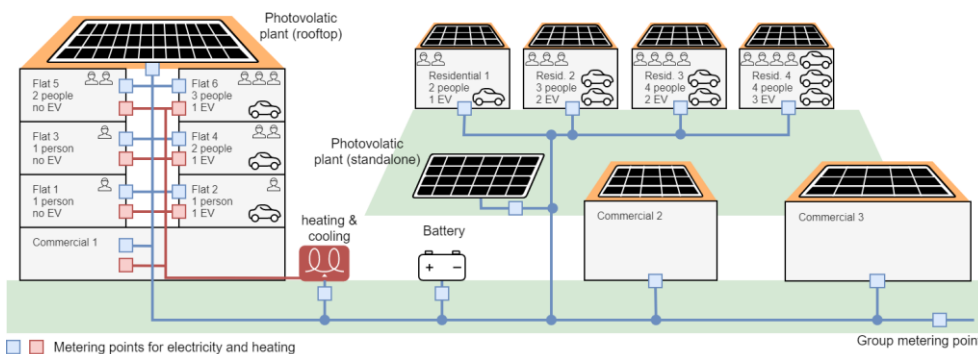 Photovolatic
plant (rooftop)
Flat 5
2 people
no EV
Flat 6
3 people
1 EV
Flat 3
1 person
no EV
Flat 4
2 people
1 EV
Flat 1
1 person
no EV
Flat 2
1 person
1 EV
Commercial 1
heating &
cooling
Battery
+ −
Photovolatic
plant (standalone)
Residential 1
2 people
1 EV
Resid. 2
3 people
2 EV
Resid. 3
4 people
2 EV
Resid. 4
4 people
3 EV
Commercial 2
Commercial 3
Metering points for electricity and heating
Group metering point